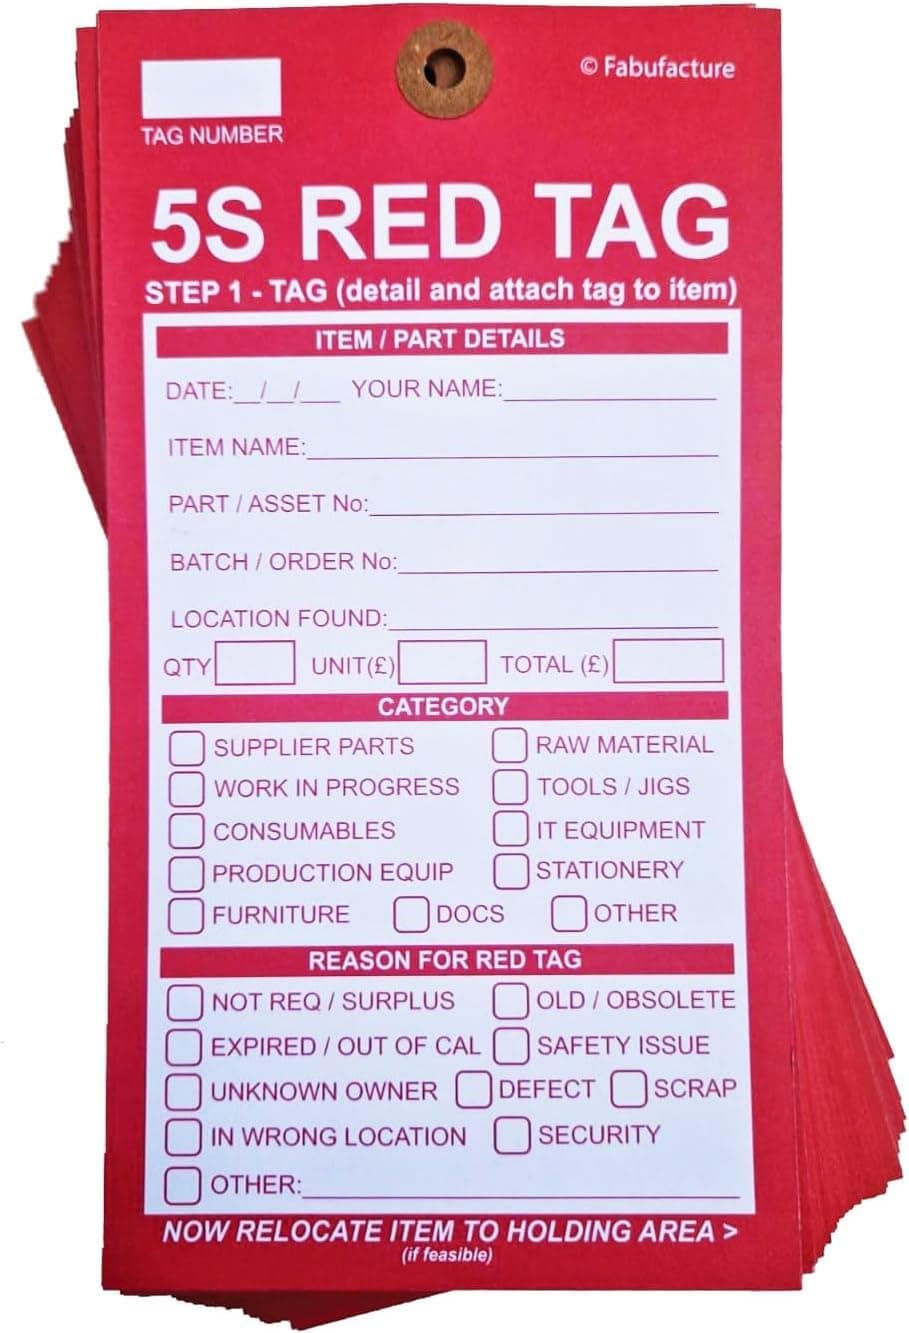 © Fabufacture
TAG NUMBER
5S RED TAG
STEP 1 - TAG (detail and attach tag to item)
ITEM / PART DETAILS
DATE:__/__/___ YOUR NAME:
ITEM NAME:
PART / ASSET No:
BATCH / ORDER No:
LOCATION FOUND:
QTY UNIT(£) TOTAL (£)
CATEGORY
SUPPLIER PARTS RAW MATERIAL
WORK IN PROGRESS TOOLS / JIGS
CONSUMABLES IT EQUIPMENT
PRODUCTION EQUIP STATIONERY
FURNITURE DOCS OTHER
REASON FOR RED TAG
NOT REQ / SURPLUS OLD / OBSOLETE
EXPIRED / OUT OF CAL SAFETY ISSUE
UNKNOWN OWNER DEFECT SCRAP
IN WRONG LOCATION SECURITY
OTHER:
NOW RELOCATE ITEM TO HOLDING AREA >
(if feasible)